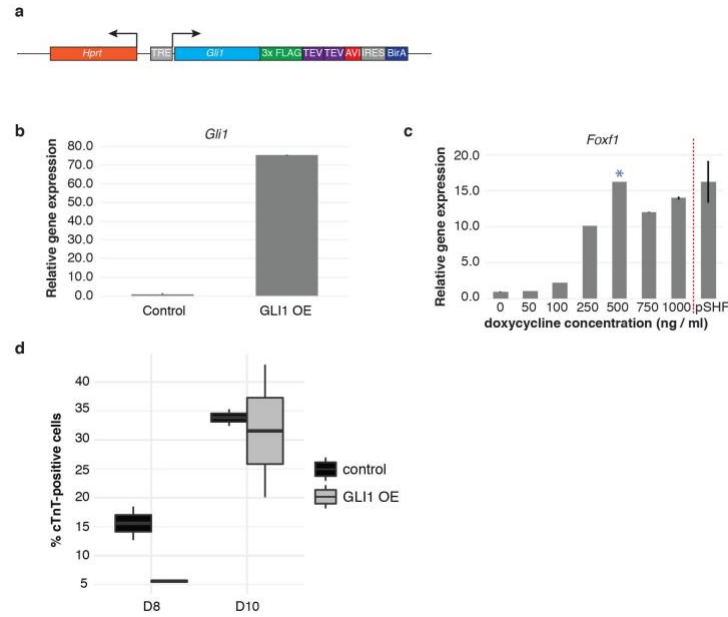 a
Hprt TRE Gli1 3x FLAG TEV TEV AVI IRES BirA
b
Gli1
Relative gene expression
80.0
70.0
60.0
50.0
40.0
30.0
20.0
10.0
0.0
Control GLI1 OE
c
Foxf1
Relative gene expression
20.0
15.0
10.0
5.0
0.0
*
0 50 100 250 500 750 1000 pSHF
doxycycline concentration (ng / ml)
d
% cTnT-positive cells
40
35
30
25
20
15
10
5
D8 D10
control
GLI1 OE